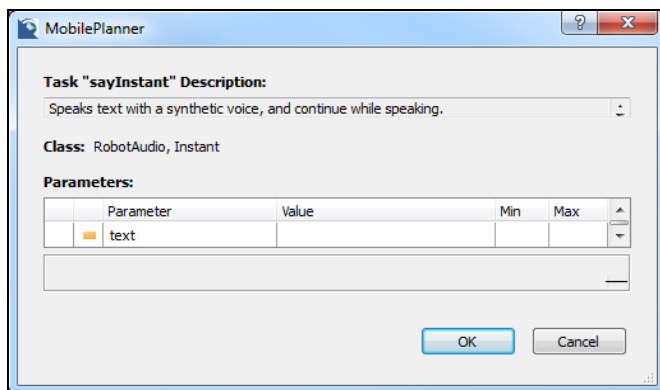 MobilePlanner
Task "sayInstant" Description:
Speaks text with a synthetic voice, and continue while speaking.
Class: RobotAudio, Instant
Parameters:
Parameter Value Min Max
text
OK Cancel